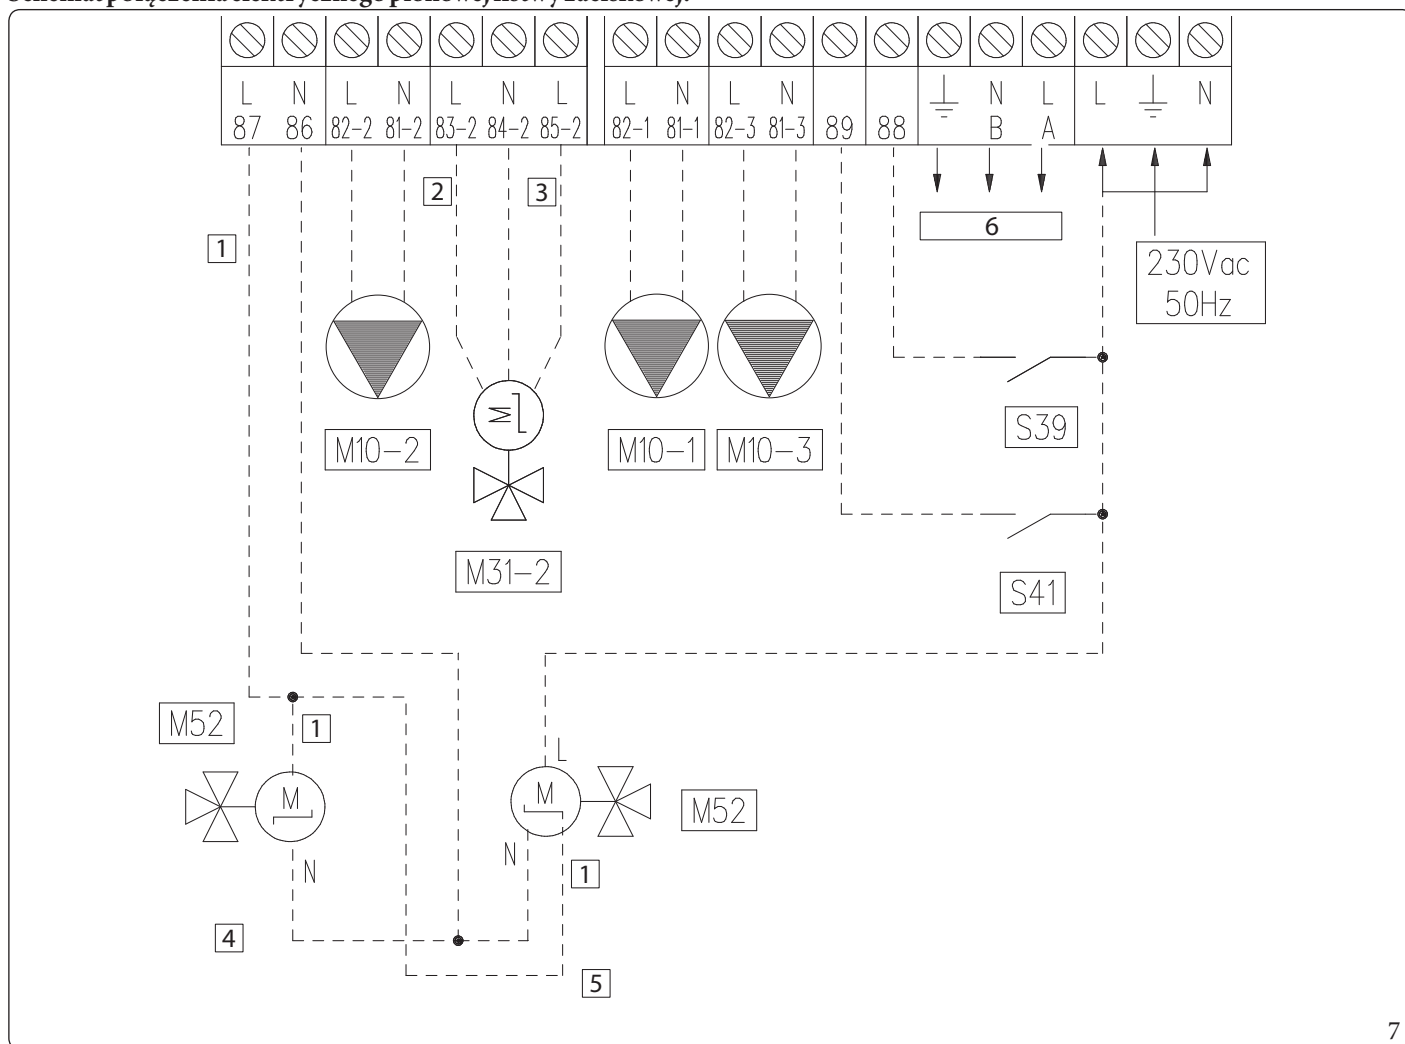 L N L N L N L L N L N N L L N
87 86 82-2 81-2 83-2 84-2 85-2 82-1 81-1 82-3 81-3 89 88 B A
2 3
1
6
230Vac
50Hz
S39
M10-2 M10-1 M10-3
M31-2
S41
M52
1
L
M M
M
M52
N N
1
4
5
7